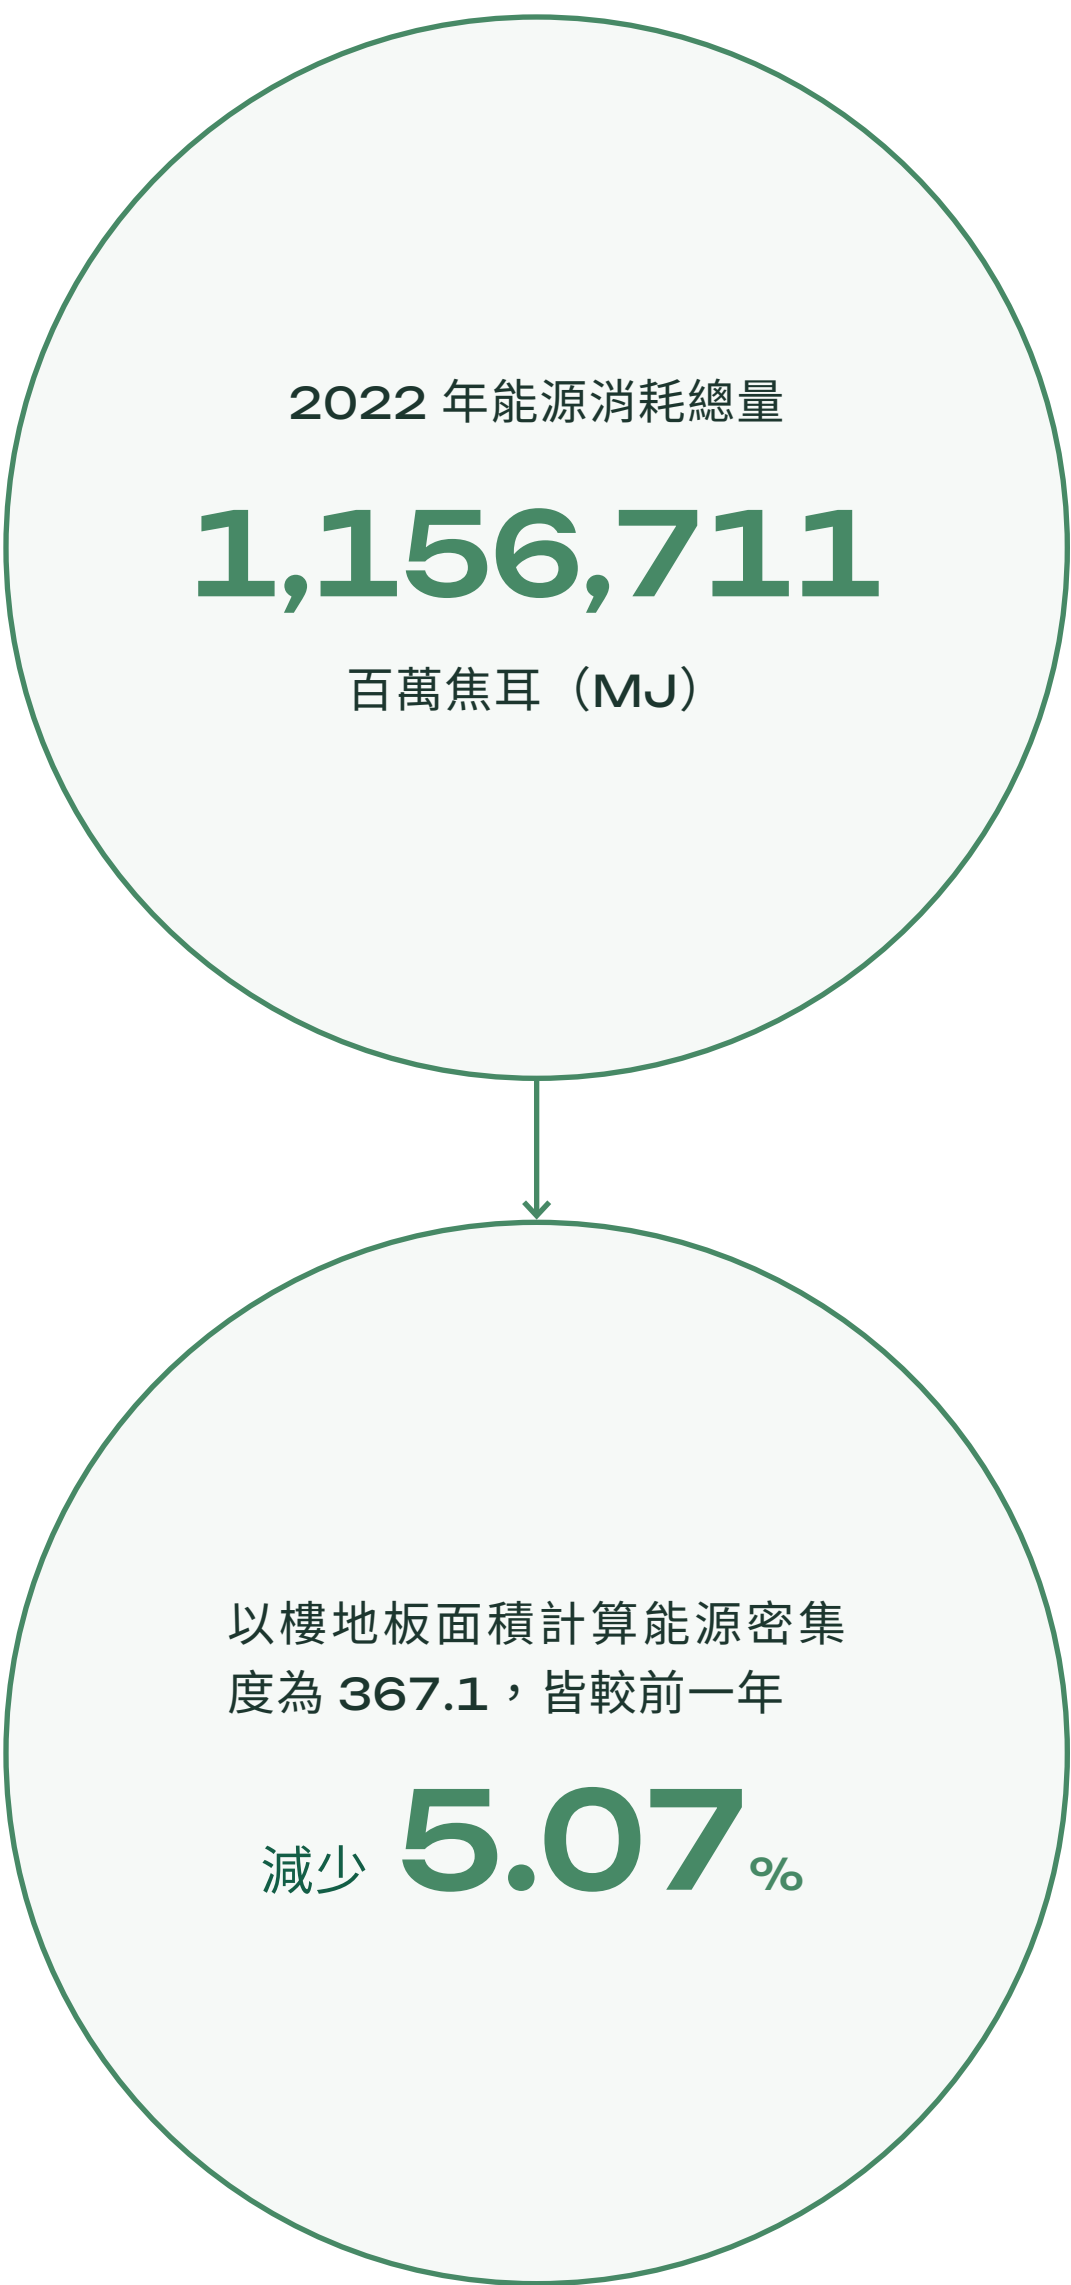 2022 年能源消耗總量
1,156,711
百萬焦耳（MJ）
以樓地板面積計算能源密集
度為 367.1，皆較前一年
減少 5.07%